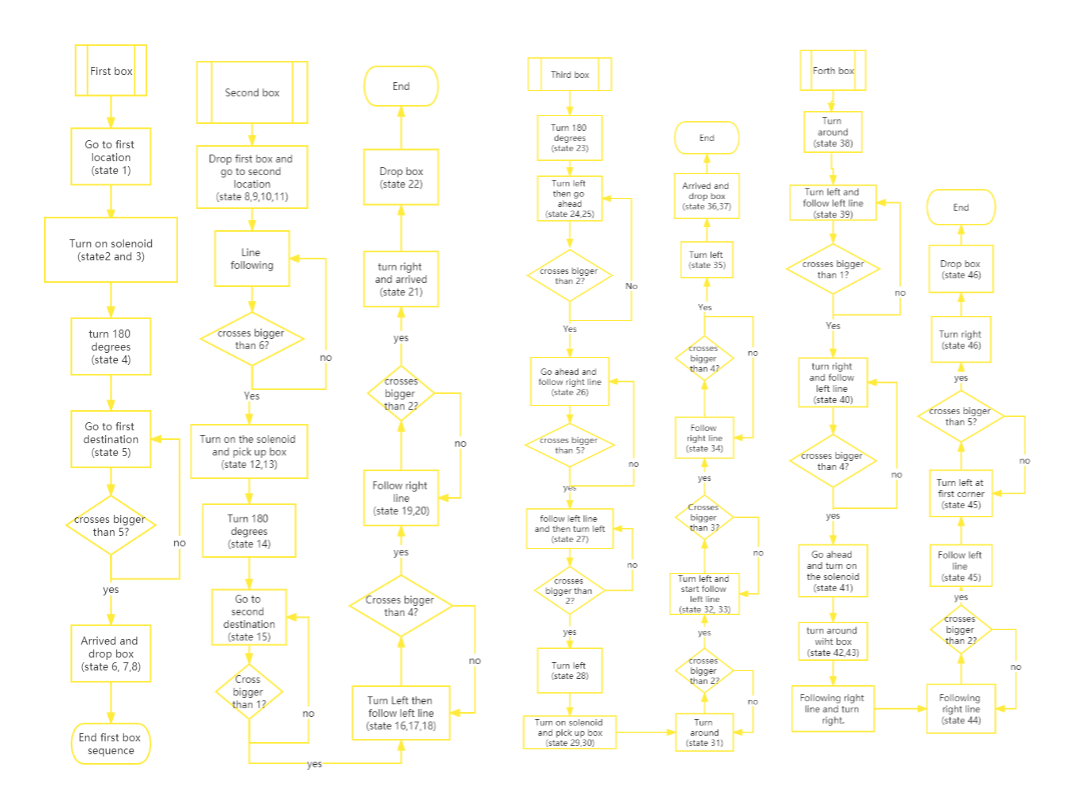 First box
Go to first
location
(state 1)
Turn on solenoid
(state2 and 3)
turn 180
degrees
(state 4)
Go to first
destination
(state 5)
crosses bigger
than 5?
no
yes
Arrived and
drop box
(state 6, 7,8)
End first box
sequence
Second box
Drop first box and
go to second
location
(state 8,9,10,11)
Line
following
crosses bigger
than 6?
no
Yes
Turn on the solenoid
and pick up box
(state 12,13)
Turn 180
degrees
(state 14)
Go to
second
destination
(state 15)
Cross
bigger
than 1?
no
yes
End
Drop box
(state 22)
turn right
and arrived
(state 21)
yes
crosses
bigger
than 2?
no
Follow right
line
(state 19,20)
yes
Crosses bigger
than 4?
no
Turn Left then
follow left line
(state 16,17,18)
Third box
Turn 180
degrees
(state 23)
Turn left
then go
ahead
(state 24,25)
crosses bigger
than 2?
No
Yes
Go ahead and
follow right line
(state 26)
crosses bigger
than 5?
no
yes
follow left line
and then turn left
(state 27)
no
crosses
bigger than
2?
yes
Turn left
(state 28)
Turn on solenoid
and pick up box
(state 29,30)
End
Arrived and
drop box
(state 36,37)
Turn left
(state 35)
Yes
crosses
bigger
than 4?
no
Follow
right line
(state 34)
yes
Crosses
bigger
than 3?
no
Turn left and
start follow
left line
(state 32, 33)
yes
crosses
bigger
than 2?
no
Turn
around
(state 31)
Forth box
Turn
around
(state 38)
Turn left and
follow left line
(state 39)
crosses bigger
than 1?
no
Yes
turn right
and follow
left line
(state 40)
crosses bigger
than 4?
no
yes
Go ahead
and turn on
the solenoid
(state 41)
turn around
wiht box
(state 42,43)
Following right
line and turn
right.
End
Drop box
(state 46)
Turn right
(state 46)
yes
crosses bigger
than 5?
no
Turn left at
first corner
(state 45)
Follow left
line
(state 45)
yes
crosses
bigger
than 2?
no
Following
right line
(state 44)